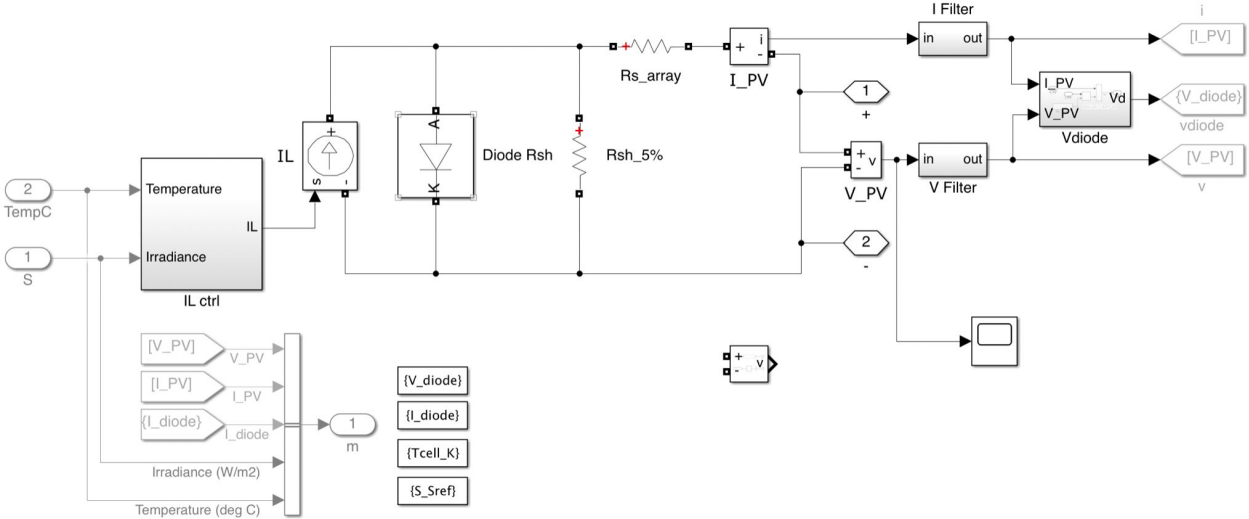 I Filter
i
in out
[I_PV]
+ i
-
I_PV
+
Rs_array
1
+
I_PV
V_PV
Vd
Vdiode
{V_diode}
vdiode
IL
+
s -
A
K
Diode Rsh
+
Rsh_5%
+ v
-
V_PV
in out
V Filter
[V_PV]
v
2
TempC
Temperature
IL
Irradiance
IL ctrl
1
S
2
-
[V_PV]
V_PV
[I_PV]
I_PV
{I_diode}
I_diode
Irradiance (W/m2)
Temperature (deg C)
1
m
{V_diode}
{I_diode}
{Tcell_K}
{S_Sref}
+ v
-